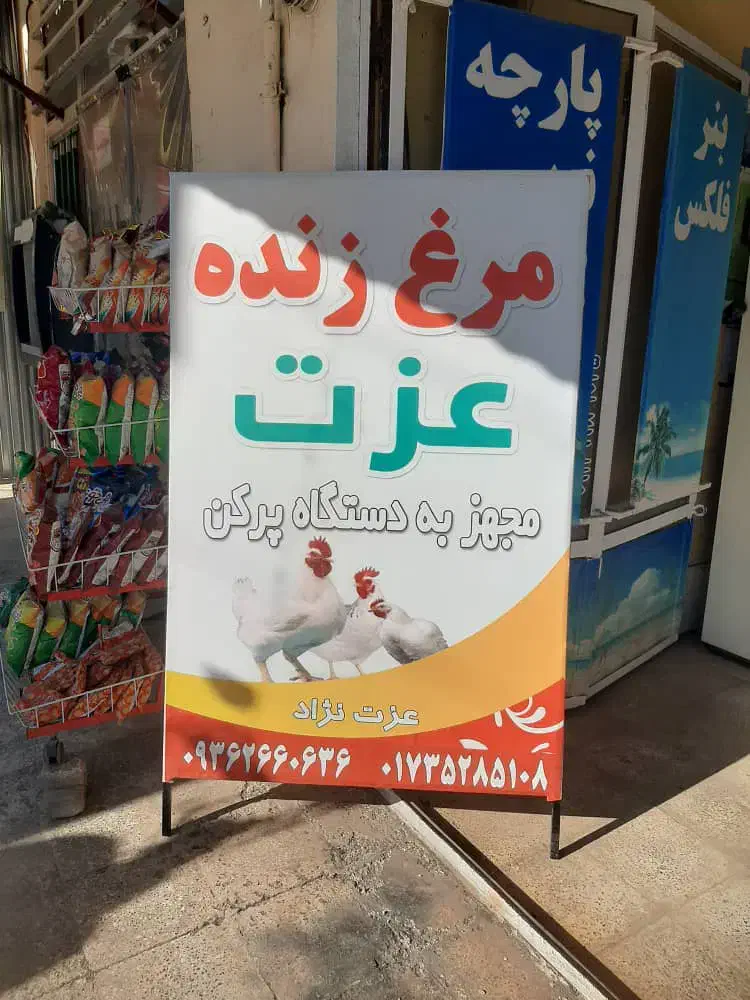 مرغ زنده
عزت
مجهز به دستگاه پرکن
عزت نژاد
۰۹۳۶۲۶۶۰۶۳۶ ۰۱۷۳۵۲۸۵۱۰۸
پارچه
بنر
فلکس